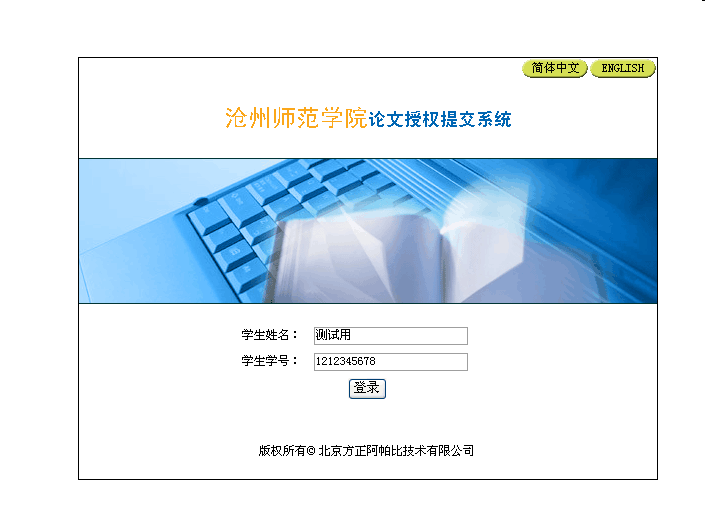 简体中文 ENGLISH
沧州师范学院论文授权提交系统
学生姓名： 测试用
学生学号： 1212345678
登录
版权所有© 北京方正阿帕比技术有限公司